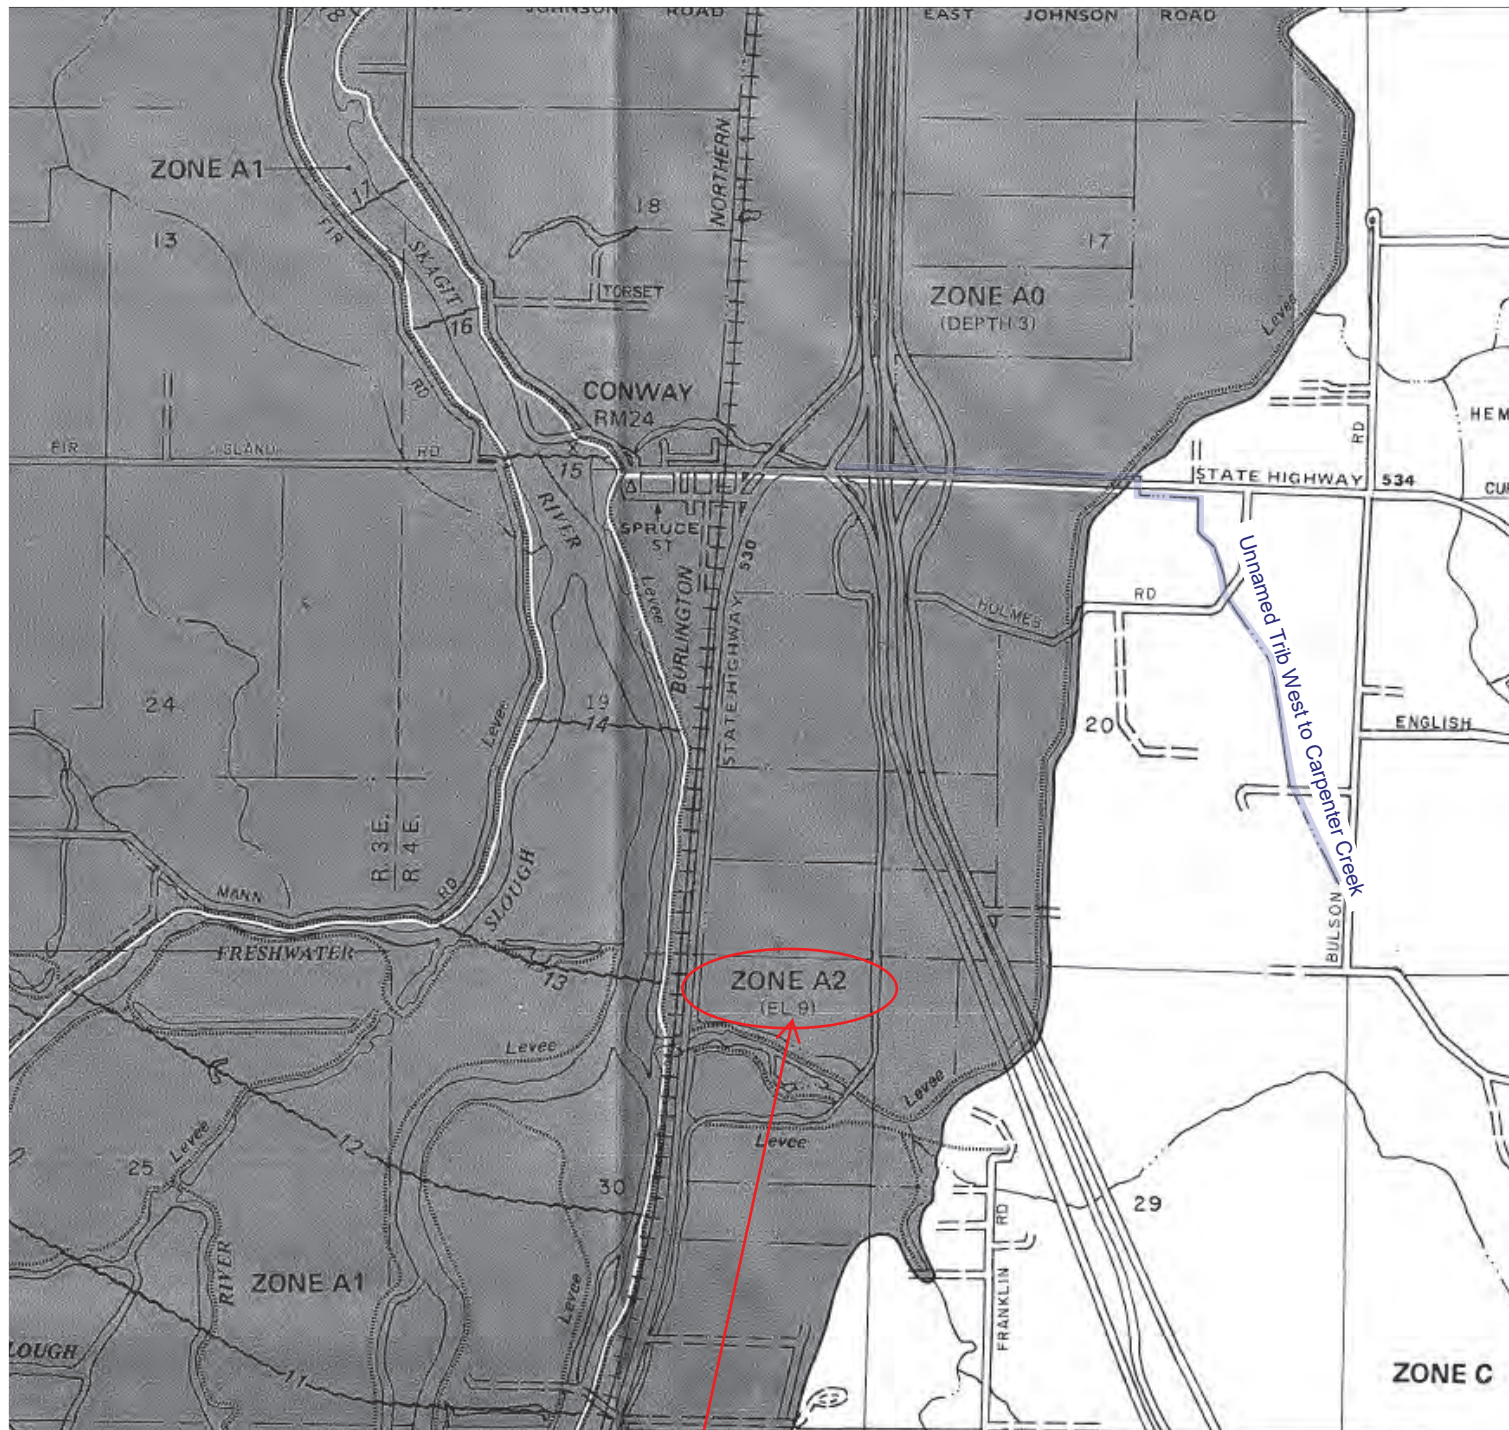 JOHNSON ROAD
EAST JOHNSON ROAD
18
ZONE A1
17
NORTHERN
13
FIR
18
17
SKAGIT
TORSET
ZONE A0
(DEPTH 3)
Levee
16
RD
CONWAY
RM24
HEM
RD
FIR ISLAND RD
15
STATE HIGHWAY 534
CU
RIVER
SPRUCE
ST
530
Levee
BURLINGTON
STATE HIGHWAY
HOLMES
RD
Unnamed Trib West to Carpenter Creek
24
Levee
19
14
20
ENGLISH
R. 3 E.
R. 4 E.
MANN
RD
SLOUGH
BULSON
FRESHWATER
13
ZONE A2
(EL 9)
Levee
Levee
12
Levee
Levee
25
30
29
RD
RIVER
ZONE A1
Levee
FRANKLIN
LOUGH
11
ZONE C